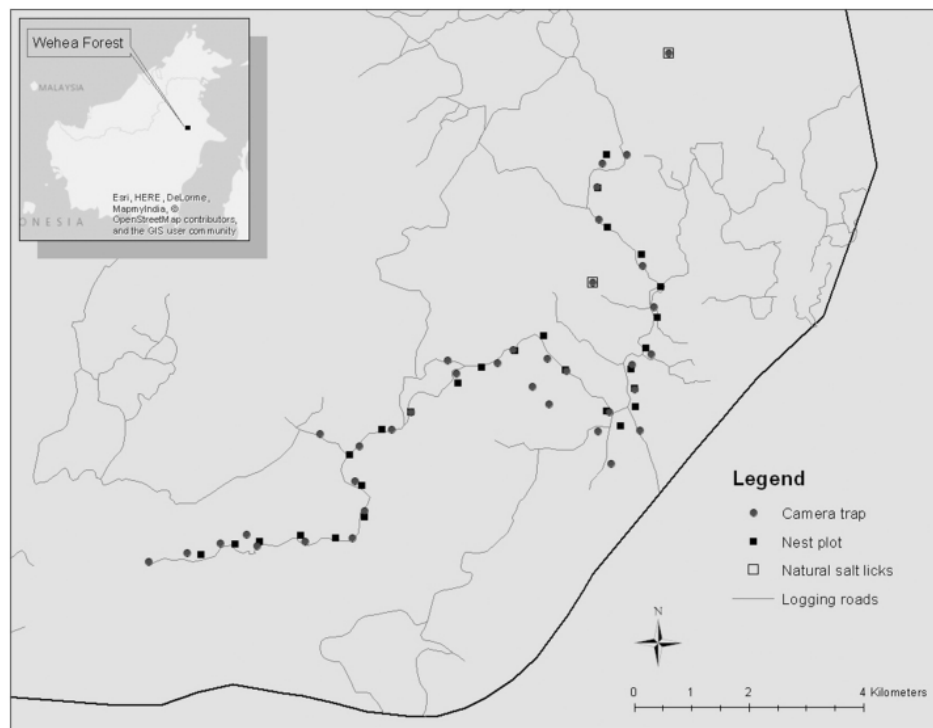 Wehea Forest
MALAYSIA
ONESIA
Esri, HERE, DeLorme,
MapmyIndia, ©
OpenStreetMap contributors,
and the GIS user community
Legend
Camera trap
Nest plot
Natural salt licks
Logging roads
N
0 1 2 4 Kilometers